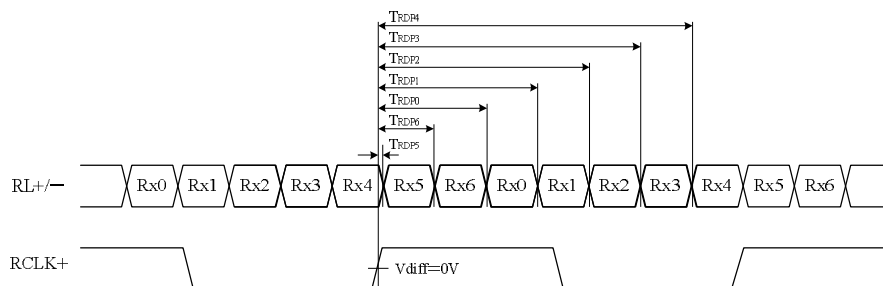 TRDP4
TRDP3
TRDP2
TRDP1
TRDP0
TRDP6
TRDP5
RL+/− Rx0 Rx1 Rx2 Rx3 Rx4 Rx5 Rx6 Rx0 Rx1 Rx2 Rx3 Rx4 Rx5 Rx6
RCLK+
Vdiff=0V